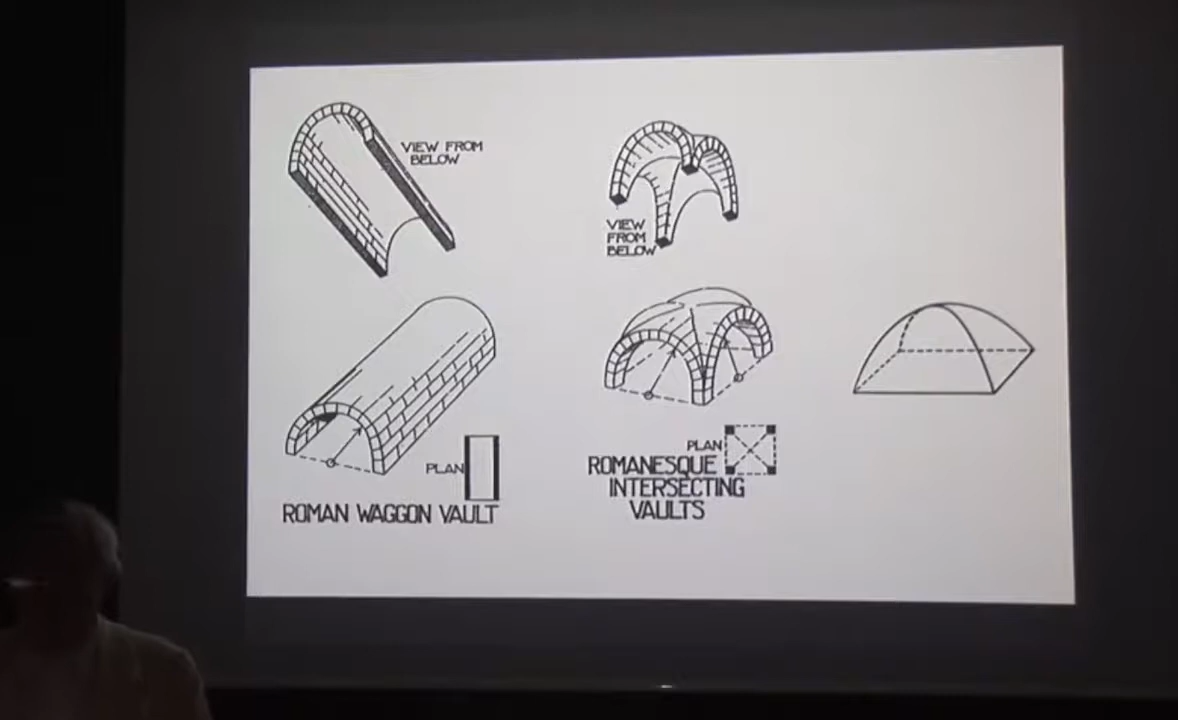 VIEW FROM
BELOW
PLAN
ROMAN WAGGON VAULT
VIEW
FROM
BELOW
PLAN
ROMANESQUE
INTERSECTING
VAULTS